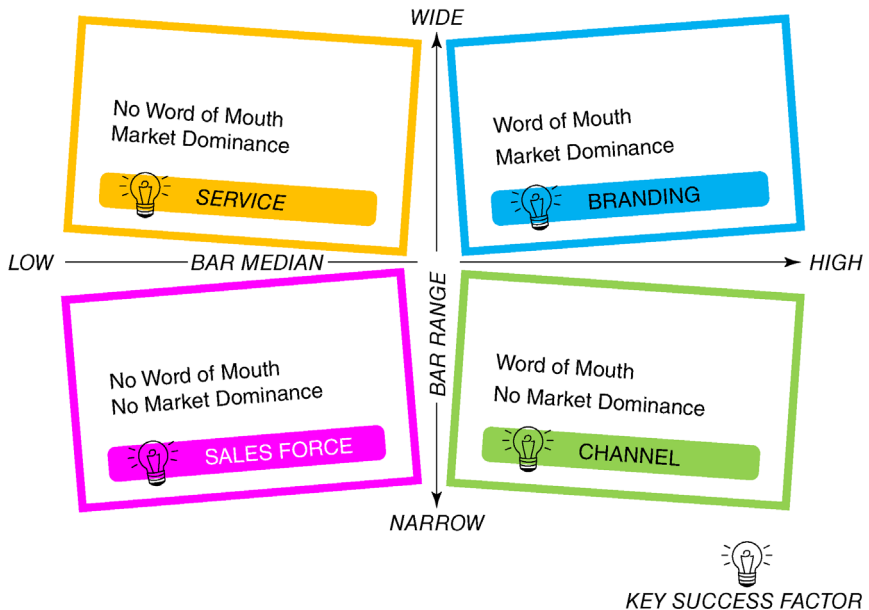 WIDE
No Word of Mouth
Market Dominance
SERVICE
Word of Mouth
Market Dominance
BRANDING
LOW
BAR MEDIAN
HIGH
BAR RANGE
No Word of Mouth
No Market Dominance
SALES FORCE
Word of Mouth
No Market Dominance
CHANNEL
NARROW
KEY SUCCESS FACTOR